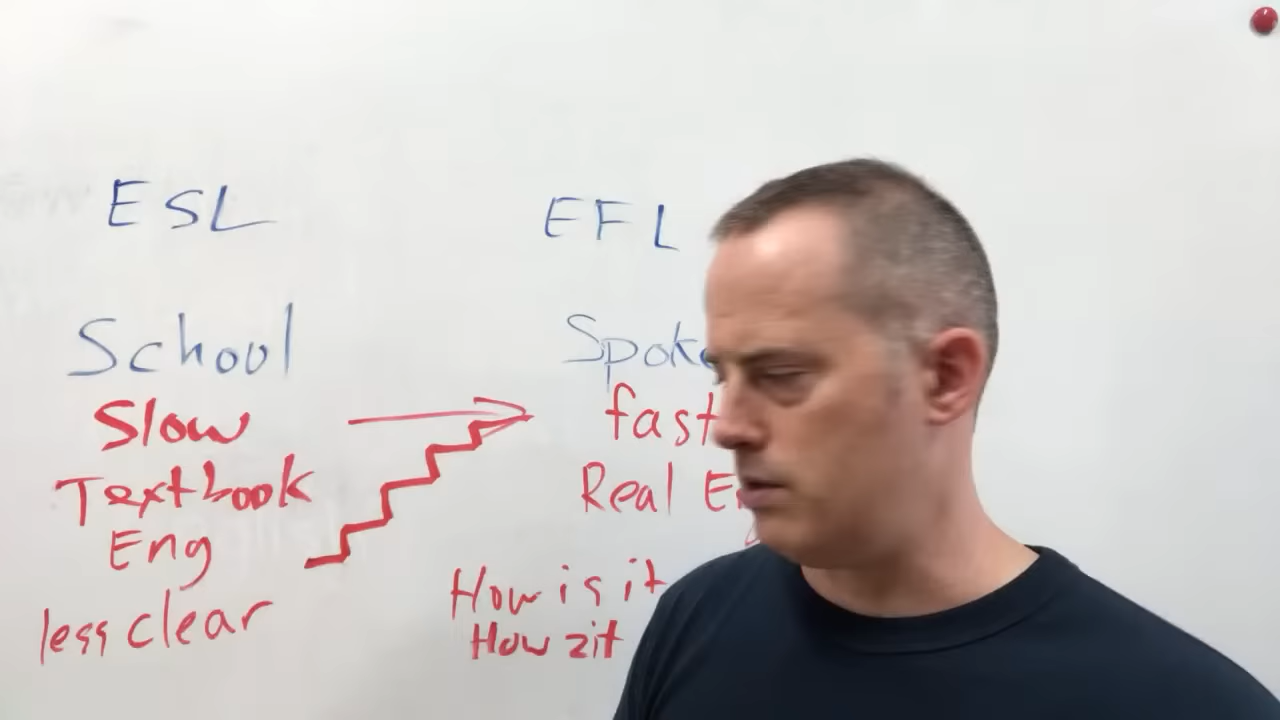 ESL
School
Slow
Textbook
Eng
less clear
EFL
Spoke
fast
Real E
How is it
How zit